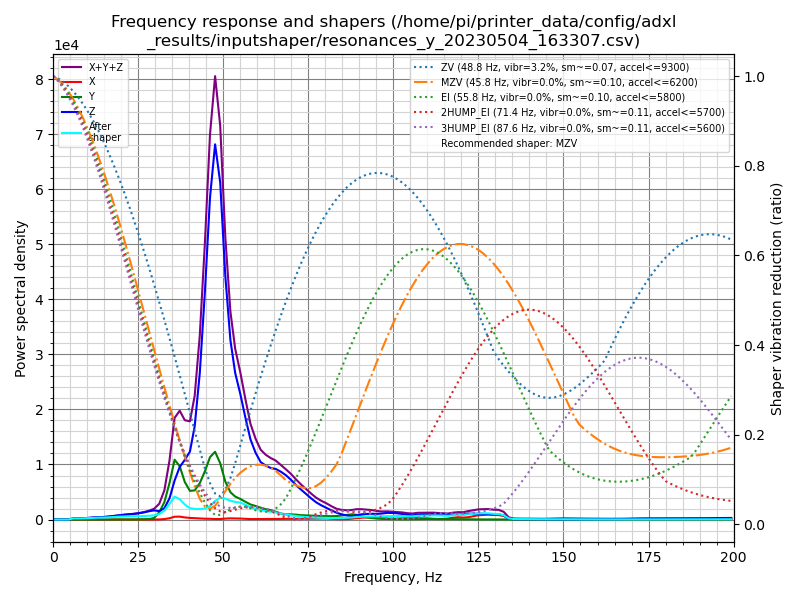 Frequency response and shapers (/home/pi/printer_data/config/adxl
_results/inputshaper/resonances_y_20230504_163307.csv)
1e4
X+Y+Z
X
Y
Z
After
shaper
ZV (48.8 Hz, vibr=3.2%, sm~=0.07, accel<=9300)
MZV (45.8 Hz, vibr=0.0%, sm~=0.10, accel<=6200)
EI (55.8 Hz, vibr=0.0%, sm~=0.10, accel<=5800)
2HUMP_EI (71.4 Hz, vibr=0.0%, sm~=0.11, accel<=5700)
3HUMP_EI (87.6 Hz, vibr=0.0%, sm~=0.11, accel<=5600)
Recommended shaper: MZV
8
7
6
5
4
3
2
1
0
Power spectral density
1.0
0.8
0.6
0.4
0.2
0.0
Shaper vibration reduction (ratio)
0 25 50 75 100 125 150 175 200
Frequency, Hz